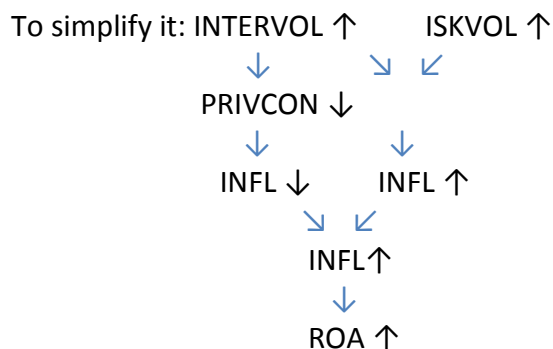 To simplify it: INTERVOL ↑ ISKVOL ↑
↓ ↘ ↙
PRIVCON ↓
↓ ↓
INFL ↓ INFL ↑
↘ ↙
INFL↑
↓
ROA ↑